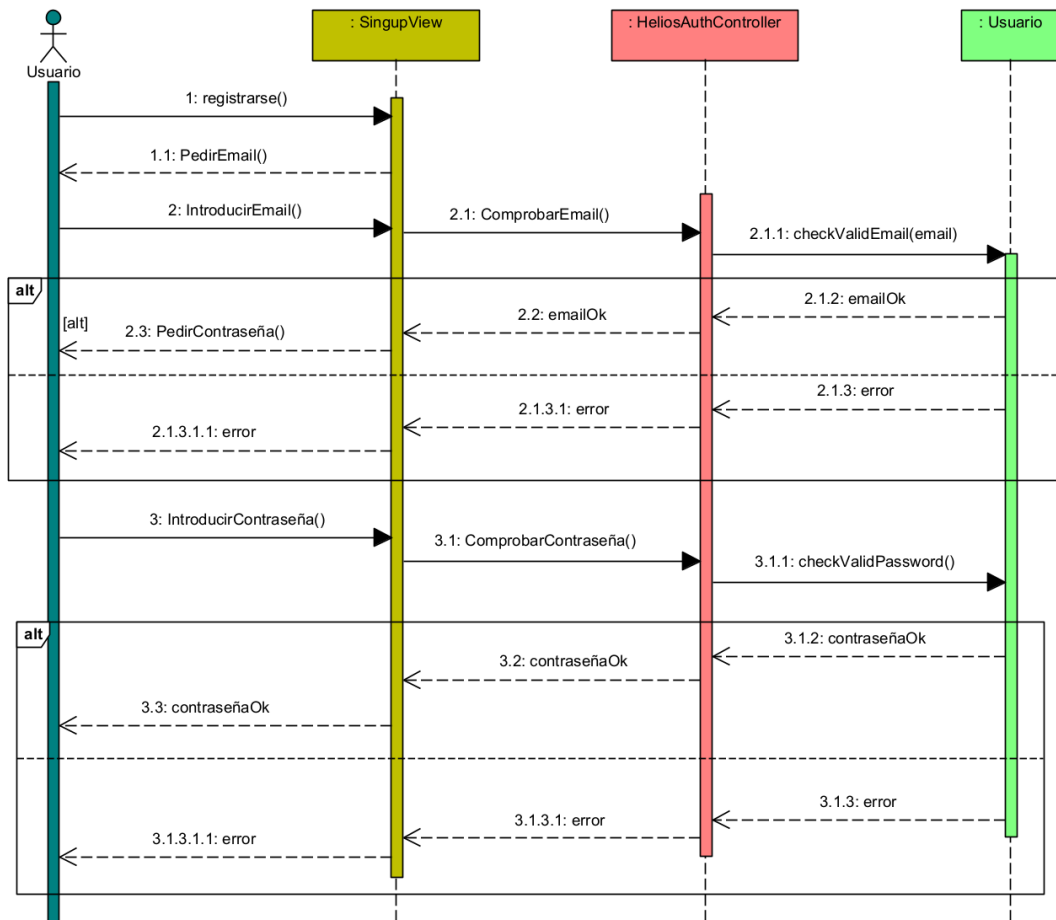 : SingupView
: HeliosAuthController
: Usuario
Usuario
1: registrarse()
1.1: PedirEmail()
2: IntroducirEmail()
2.1: ComprobarEmail()
2.1.1: checkValidEmail(email)
alt
[alt]
2.1.2: emailOk
2.2: emailOk
2.3: PedirContraseña()
2.1.3: error
2.1.3.1: error
2.1.3.1.1: error
3: IntroducirContraseña()
3.1: ComprobarContraseña()
3.1.1: checkValidPassword()
alt
3.1.2: contraseñaOk
3.2: contraseñaOk
3.3: contraseñaOk
3.1.3: error
3.1.3.1: error
3.1.3.1.1: error